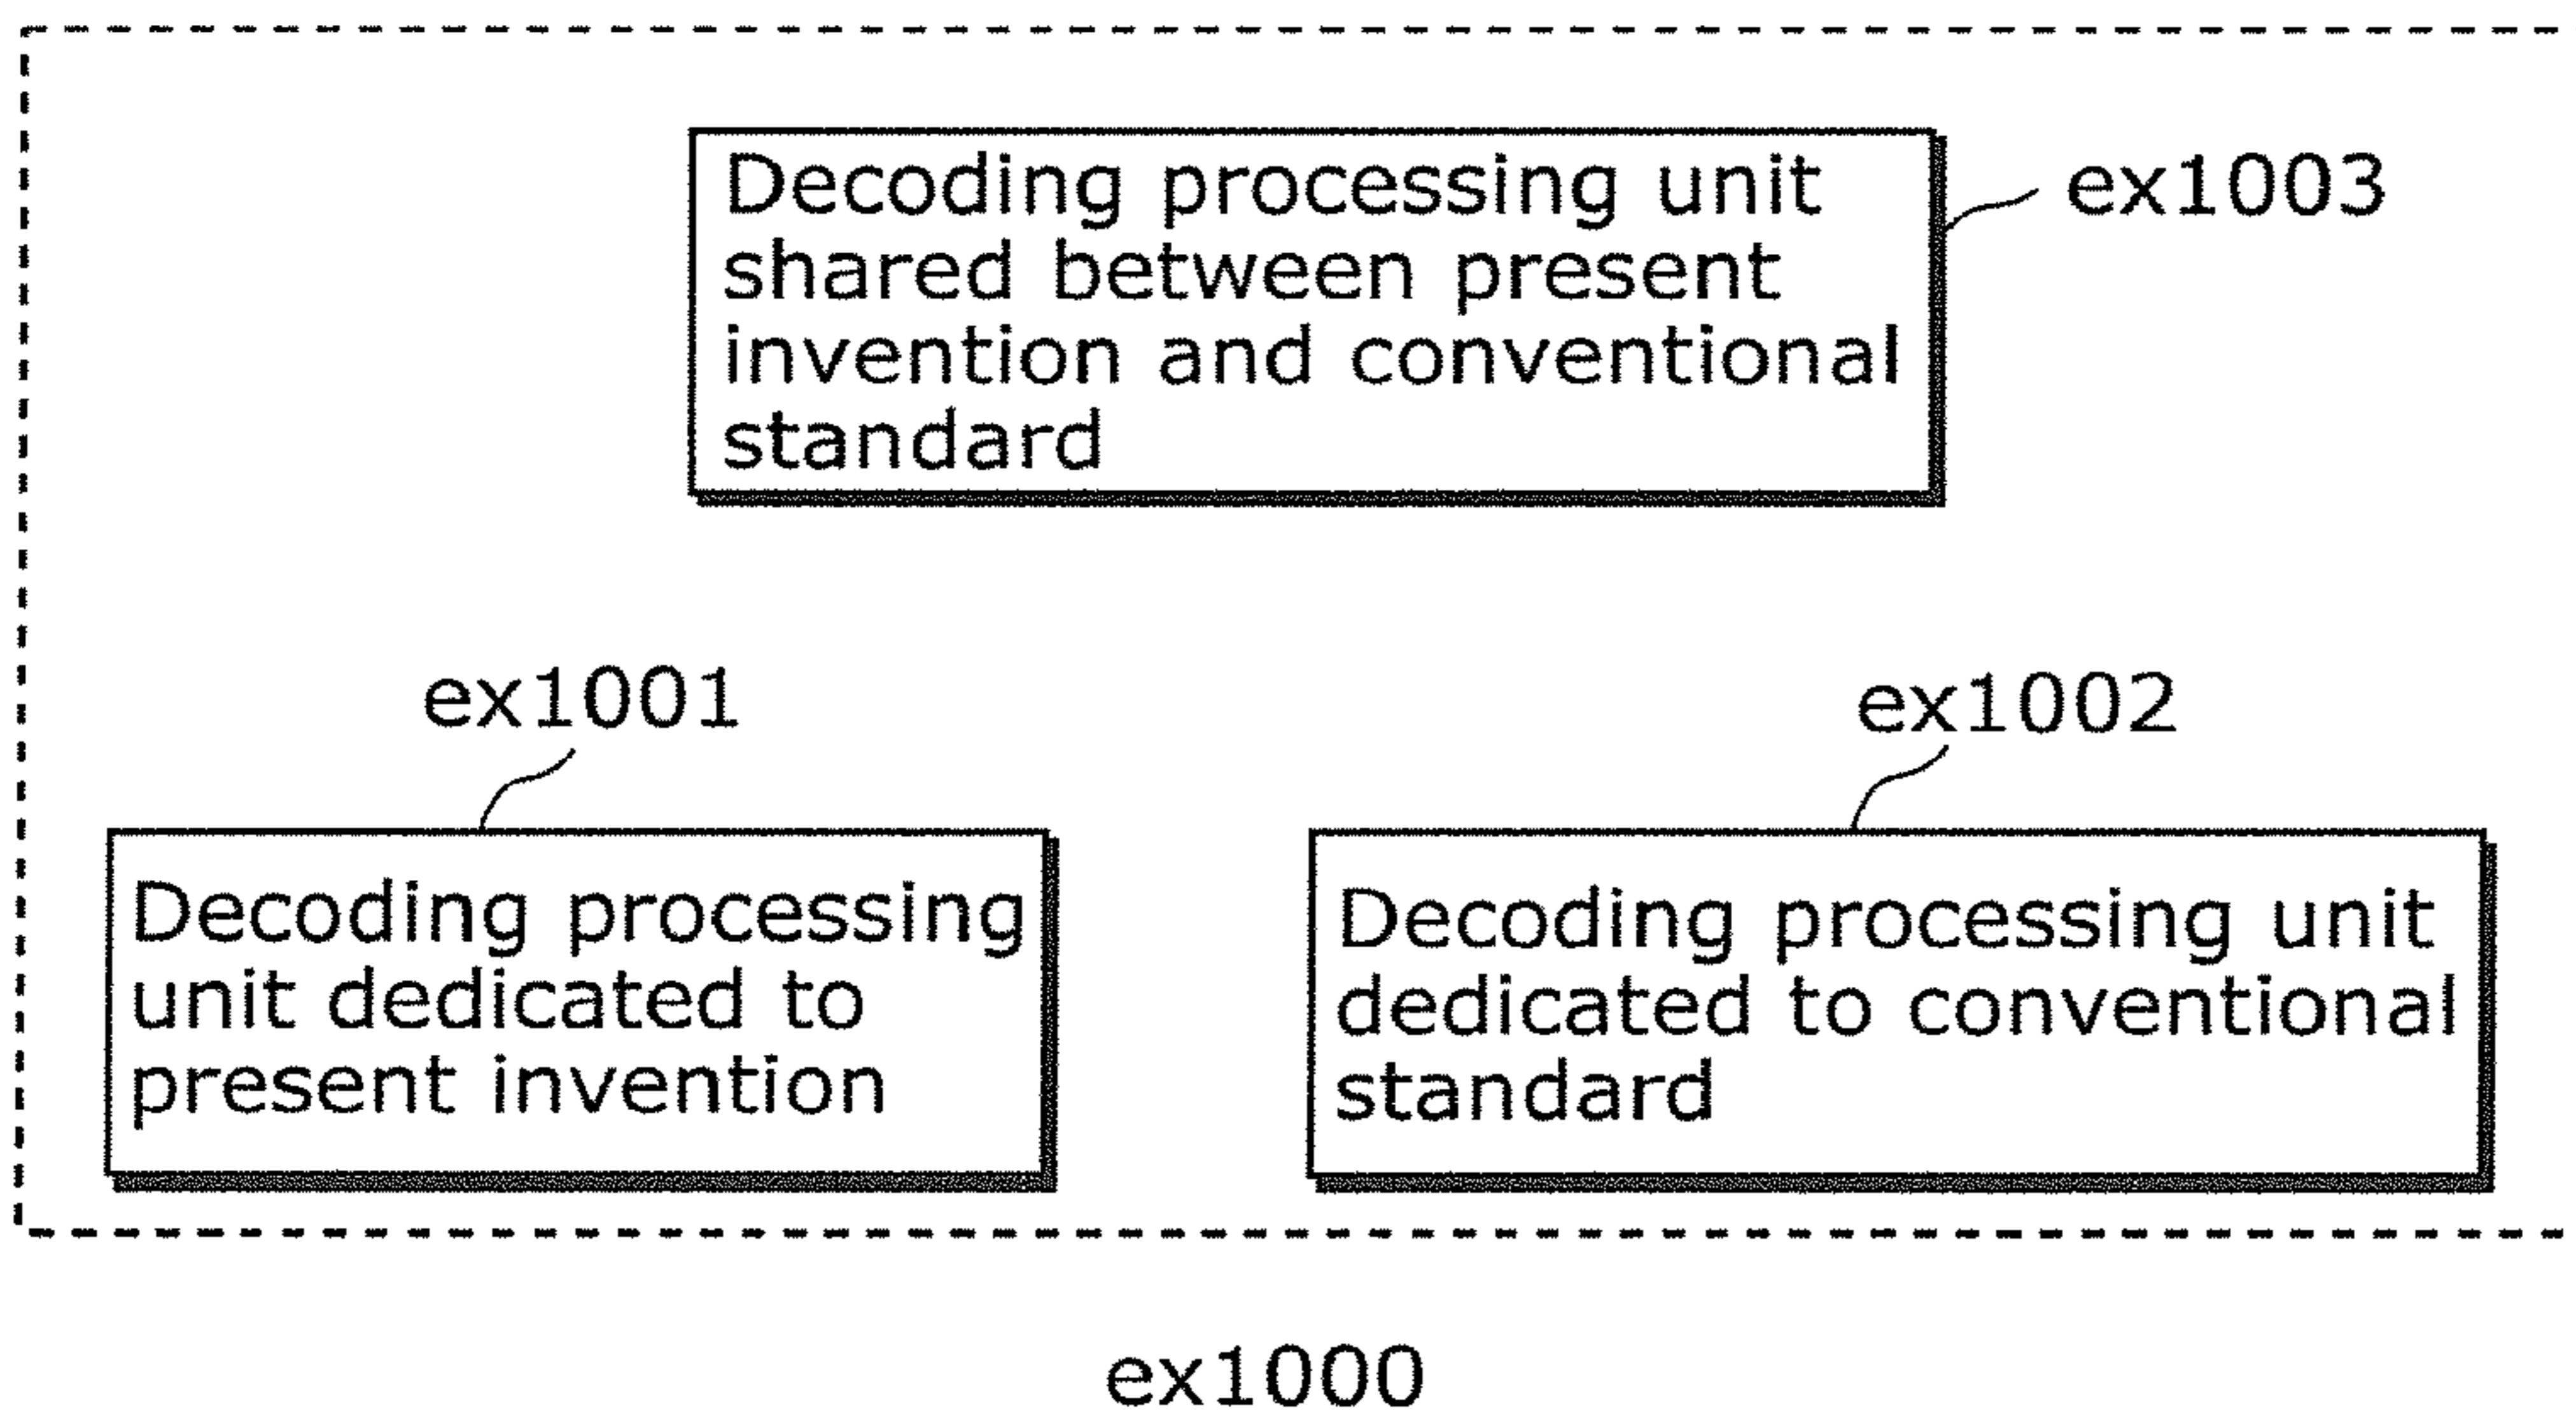 Decoding processing unit
shared between present
invention and conventional
standard
ex1003
ex1001
Decoding processing
unit dedicated to
present invention
ex1002
Decoding processing unit
dedicated to conventional
standard
ex1000